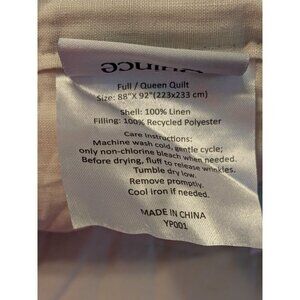 Quince
Full / Queen Quilt
Size: 88"X 92"(223x233 cm)
Shell: 100% Linen
Filling: 100% Recycled Polyester
Care Instructions:
Machine wash cold, gentle cycle;
only non-chlorine bleach when needed.
Before drying, fluff to release wrinkles.
Tumble dry low.
Remove promptly.
Cool iron if needed.
MADE IN CHINA
YP001